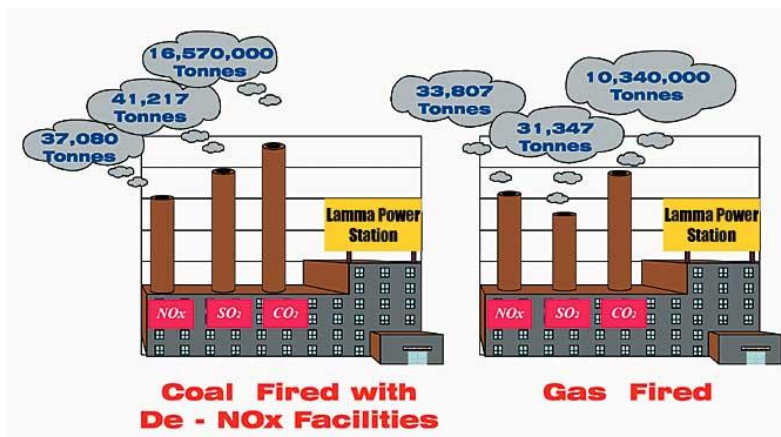 16,570,000
Tonnes
41,217
Tonnes
37,080
Tonnes
Lamma Power
Station
NOx
SO₂
CO₂
Coal Fired with
De - NOx Facilities
10,340,000
Tonnes
33,807
Tonnes
31,347
Tonnes
Lamma Power
Station
NOx
SO₂
CO₂
Gas Fired